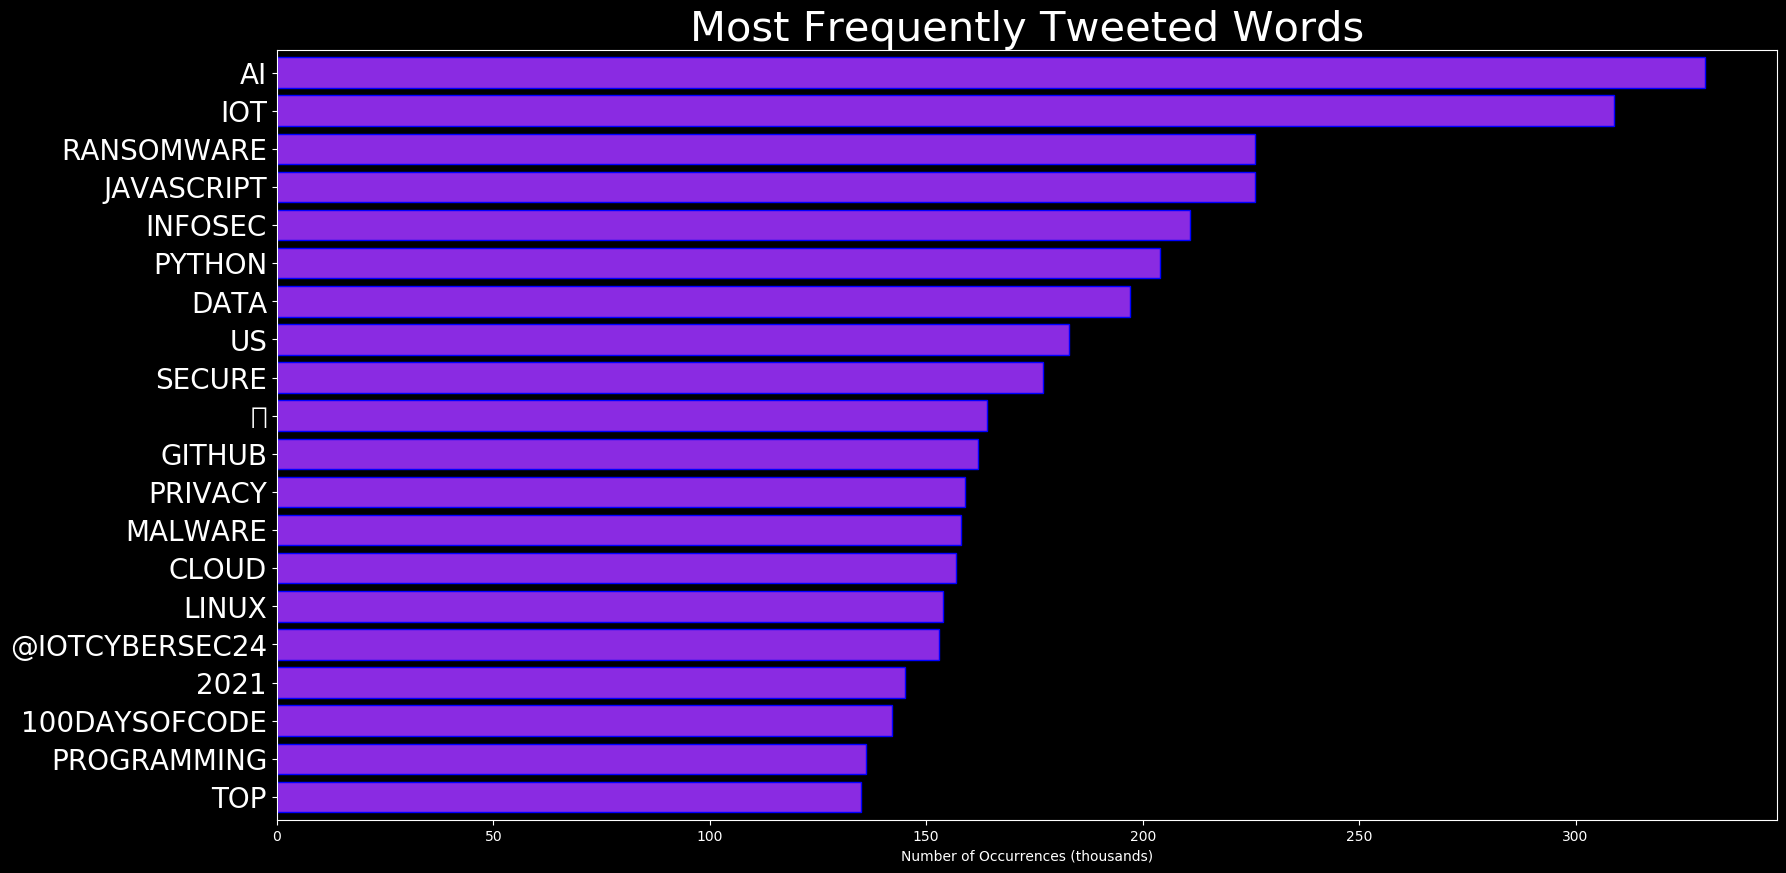 Most Frequently Tweeted Words
AI
IOT
RANSOMWARE
JAVASCRIPT
INFOSEC
PYTHON
DATA
US
SECURE
GITHUB
PRIVACY
MALWARE
CLOUD
LINUX
@IOTCYBERSEC24
2021
100DAYSOFCODE
PROGRAMMING
TOP
0 50 100 150 200 250 300
Number of Occurrences (thousands)